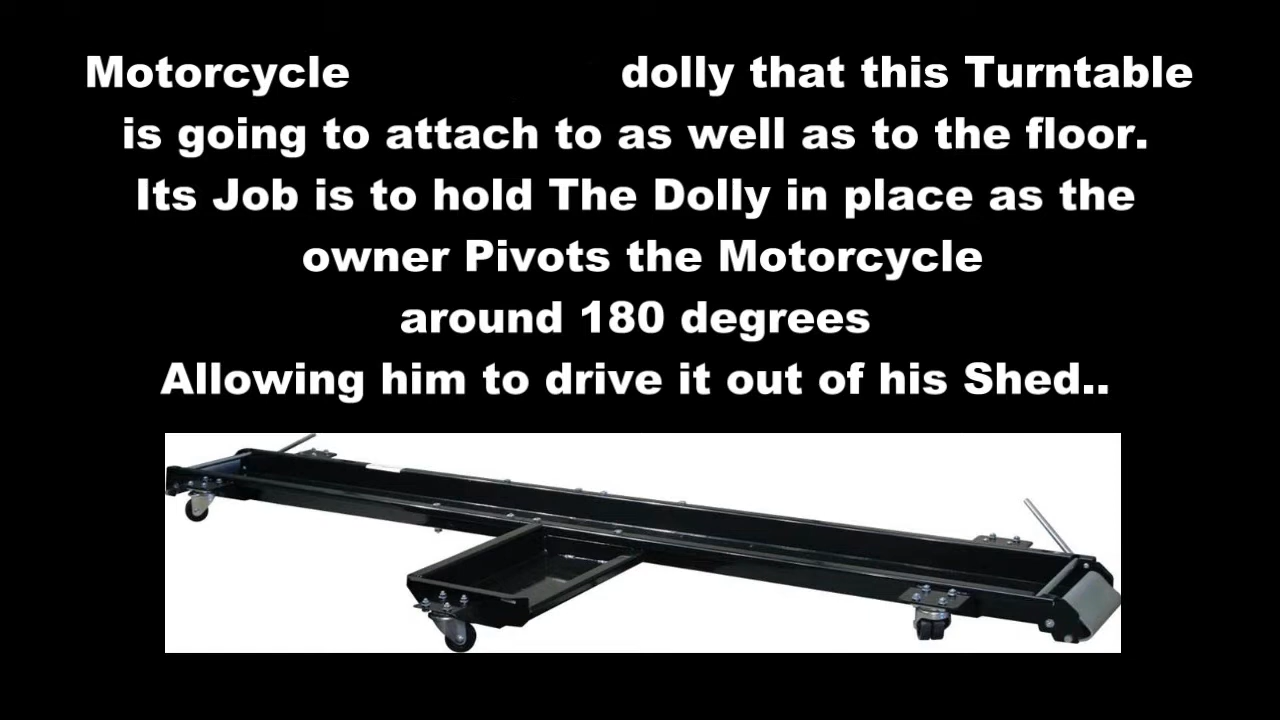 Motorcycle dolly that this Turntable
is going to attach to as well as to the floor.
Its Job is to hold The Dolly in place as the
owner Pivots the Motorcycle
around 180 degrees
Allowing him to drive it out of his Shed..